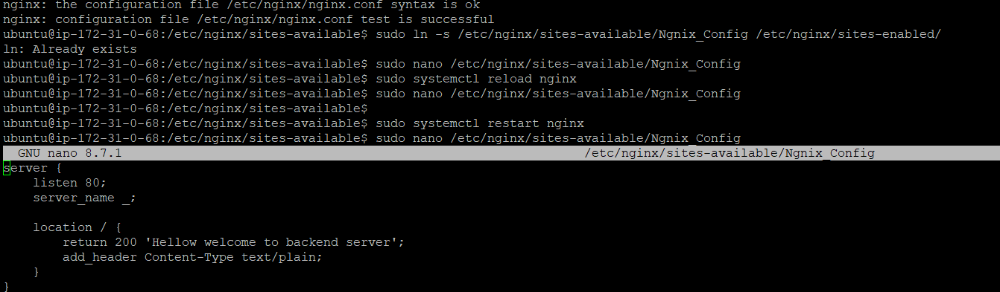 nginx: the configuration file /etc/nginx/nginx.conf syntax is ok
nginx: configuration file /etc/nginx/nginx.conf test is successful
ubuntu@ip-172-31-0-68:/etc/nginx/sites-available$ sudo ln -s /etc/nginx/sites-available/Ngnix_Config /etc/nginx/sites-enabled/
ln: Already exists
ubuntu@ip-172-31-0-68:/etc/nginx/sites-available$ sudo nano /etc/nginx/sites-available/Ngnix_Config
ubuntu@ip-172-31-0-68:/etc/nginx/sites-available$ sudo systemctl reload nginx
ubuntu@ip-172-31-0-68:/etc/nginx/sites-available$ sudo nano /etc/nginx/sites-available/Ngnix_Config
ubuntu@ip-172-31-0-68:/etc/nginx/sites-available$
ubuntu@ip-172-31-0-68:/etc/nginx/sites-available$ sudo systemctl restart nginx
ubuntu@ip-172-31-0-68:/etc/nginx/sites-available$ sudo nano /etc/nginx/sites-available/Ngnix_Config
GNU nano 8.7.1 /etc/nginx/sites-available/Ngnix_Config
server {
    listen 80;
    server_name _;

    location / {
        return 200 'Hellow welcome to backend server';
        add_header Content-Type text/plain;
    }
}